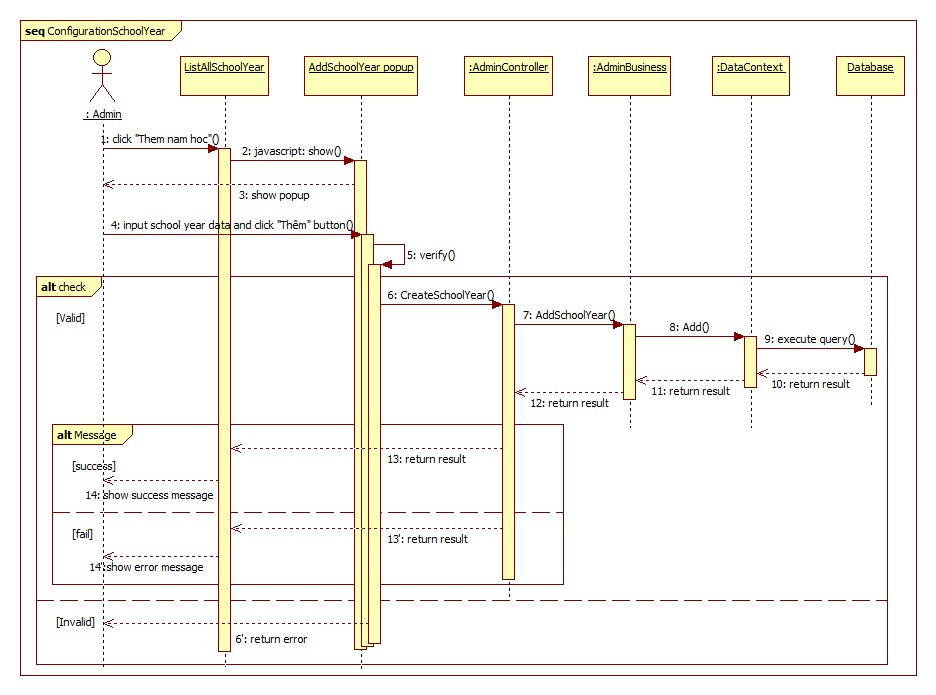 seq ConfigurationSchoolYear
ListAllSchoolYear
AddSchoolYear popup
:AdminController
:AdminBusiness
:DataContext
Database
: Admin
1: click "Them nam hoc"()
2: javascript: show()
3: show popup
4: input school year data and click "Thêm" button()
5: verify()
alt check
6: CreateSchoolYear()
[Valid]
7: AddSchoolYear()
8: Add()
9: execute query()
10: return result
11: return result
12: return result
alt Message
13: return result
[success]
14: show success message
[fail]
13': return result
14' show error message
[Invalid]
6': return error